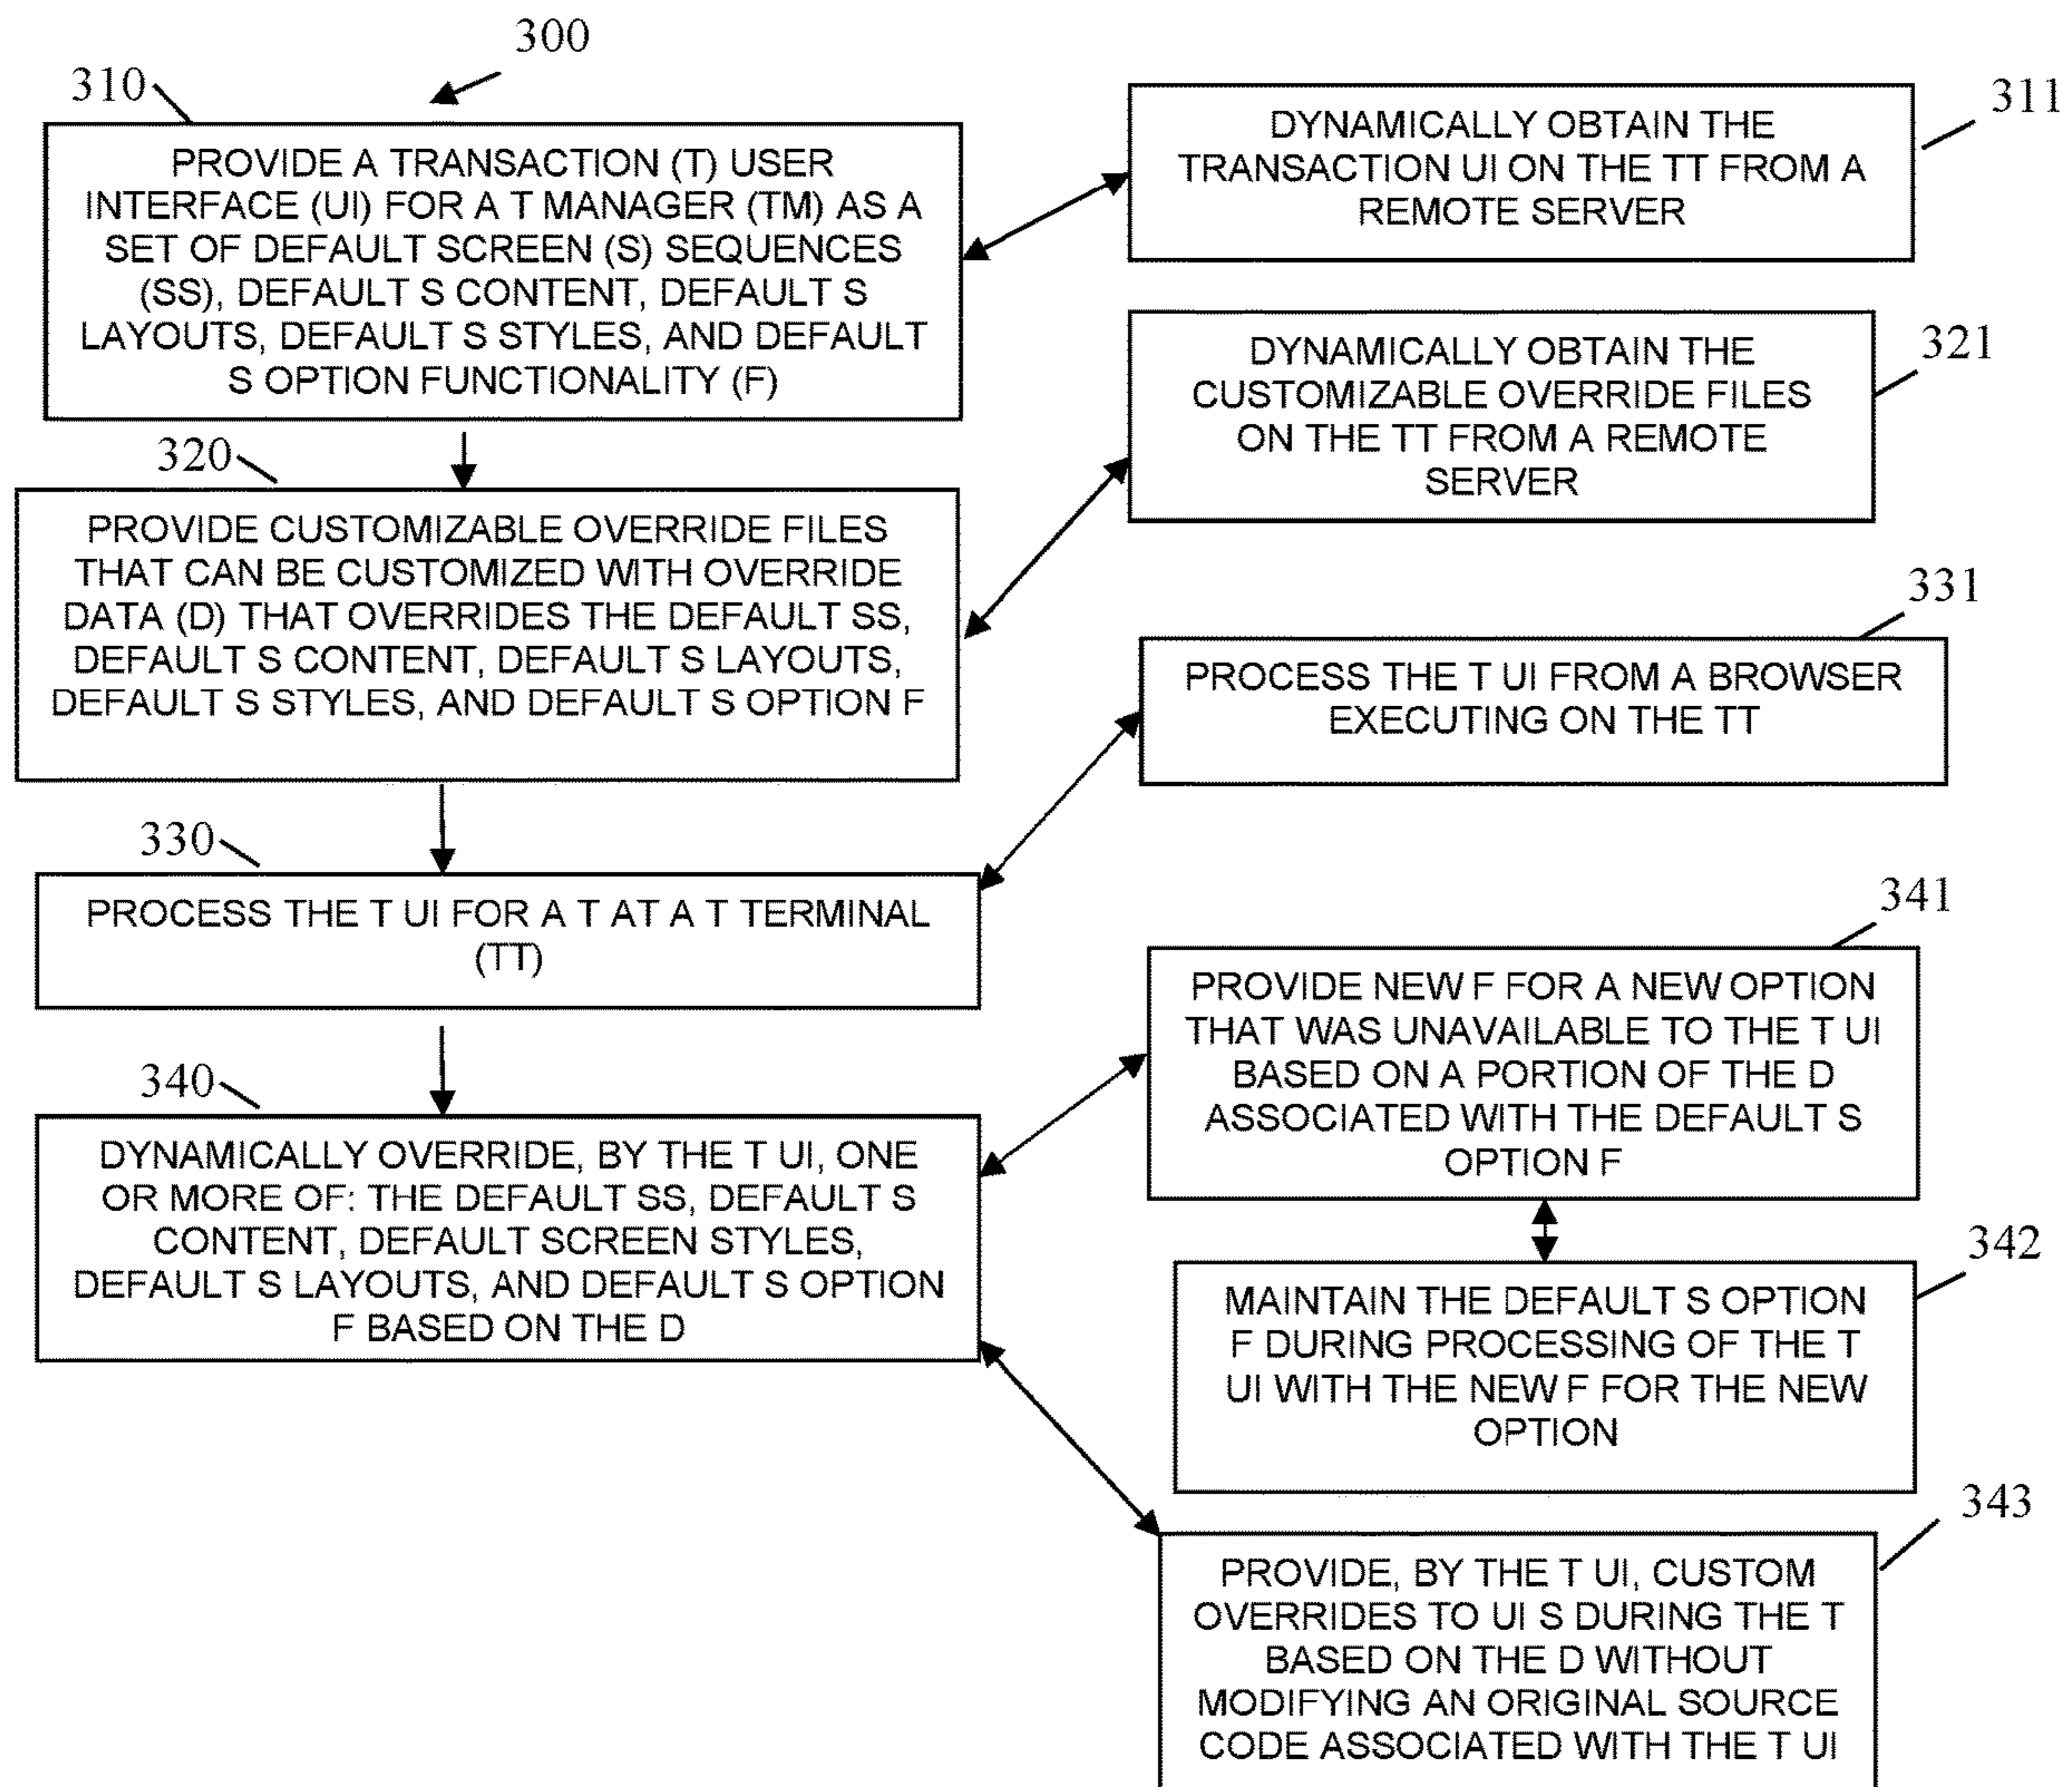 300
310
PROVIDE A TRANSACTION (T) USER
INTERFACE (UI) FOR A T MANAGER (TM) AS A
SET OF DEFAULT SCREEN (S) SEQUENCES
(SS), DEFAULT S CONTENT, DEFAULT S
LAYOUTS, DEFAULT S STYLES, AND DEFAULT
S OPTION FUNCTIONALITY (F)
311
DYNAMICALLY OBTAIN THE
TRANSACTION UI ON THE TT FROM A
REMOTE SERVER
320
PROVIDE CUSTOMIZABLE OVERRIDE FILES
THAT CAN BE CUSTOMIZED WITH OVERRIDE
DATA (D) THAT OVERRIDES THE DEFAULT SS,
DEFAULT S CONTENT, DEFAULT S LAYOUTS,
DEFAULT S STYLES, AND DEFAULT S OPTION F
321
DYNAMICALLY OBTAIN THE
CUSTOMIZABLE OVERRIDE FILES
ON THE TT FROM A REMOTE
SERVER
330
PROCESS THE T UI FOR A T AT A T TERMINAL
(TT)
331
PROCESS THE T UI FROM A BROWSER
EXECUTING ON THE TT
340
DYNAMICALLY OVERRIDE, BY THE T UI, ONE
OR MORE OF: THE DEFAULT SS, DEFAULT S
CONTENT, DEFAULT SCREEN STYLES,
DEFAULT S LAYOUTS, AND DEFAULT S OPTION
F BASED ON THE D
341
PROVIDE NEW F FOR A NEW OPTION
THAT WAS UNAVAILABLE TO THE T UI
BASED ON A PORTION OF THE D
ASSOCIATED WITH THE DEFAULT S
OPTION F
342
MAINTAIN THE DEFAULT S OPTION
F DURING PROCESSING OF THE T
UI WITH THE NEW F FOR THE NEW
OPTION
343
PROVIDE, BY THE T UI, CUSTOM
OVERRIDES TO UI S DURING THE T
BASED ON THE D WITHOUT
MODIFYING AN ORIGINAL SOURCE
CODE ASSOCIATED WITH THE T UI